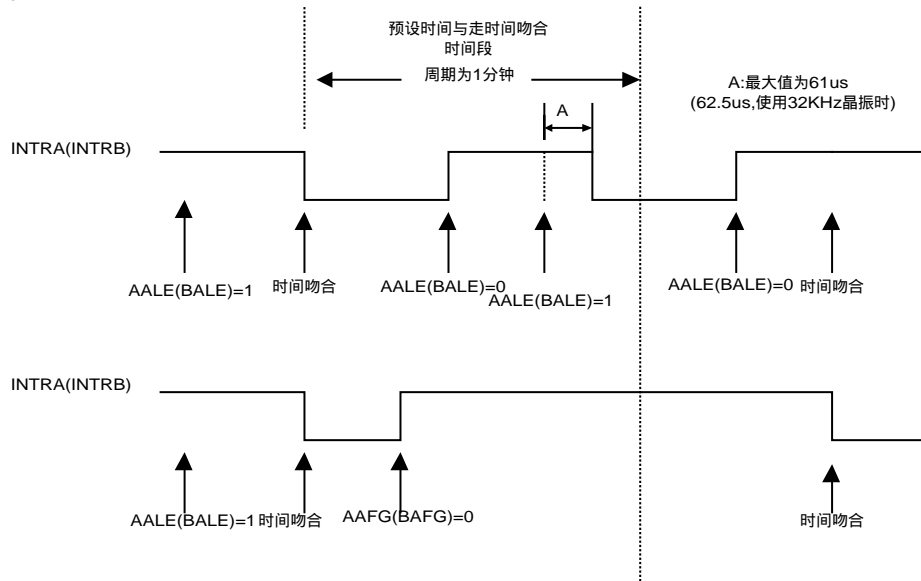 预设时间与走时间吻合
时间段
周期为1分钟
A:最大值为61us
(62.5us,使用32KHz晶振时)
A
INTRA(INTRB)
AALE(BALE)=1
时间吻合
AALE(BALE)=0
AALE(BALE)=1
AALE(BALE)=0
时间吻合
INTRA(INTRB)
AALE(BALE)=1
时间吻合
AAFG(BAFG)=0
时间吻合